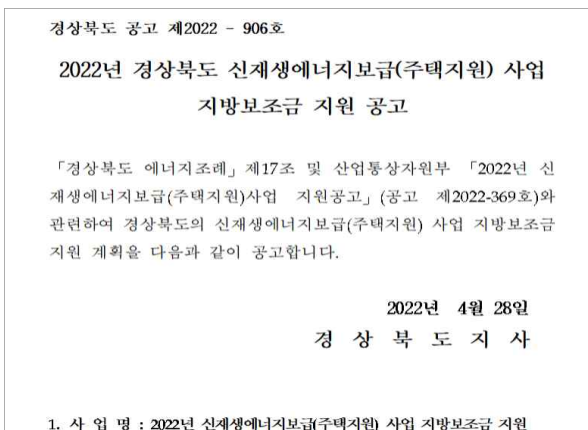 경상북도 공고 제2022 - 906호
2022년 경상북도 신재생에너지보급(주택지원) 사업
지방보조금 지원 공고
「경상북도 에너지조례」제17조 및 산업통상자원부 「2022년 신
재생에너지보급(주택지원)사업 지원공고」(공고 제2022-369호)와
관련하여 경상북도의 신재생에너지보급(주택지원) 사업 지방보조금
지원 계획을 다음과 같이 공고합니다.
2022년 4월 28일
경 상 북 도 지 사
1. 사 업 명 : 2022년 신재생에너지보급(주택지원) 사업 지방보조금 지원